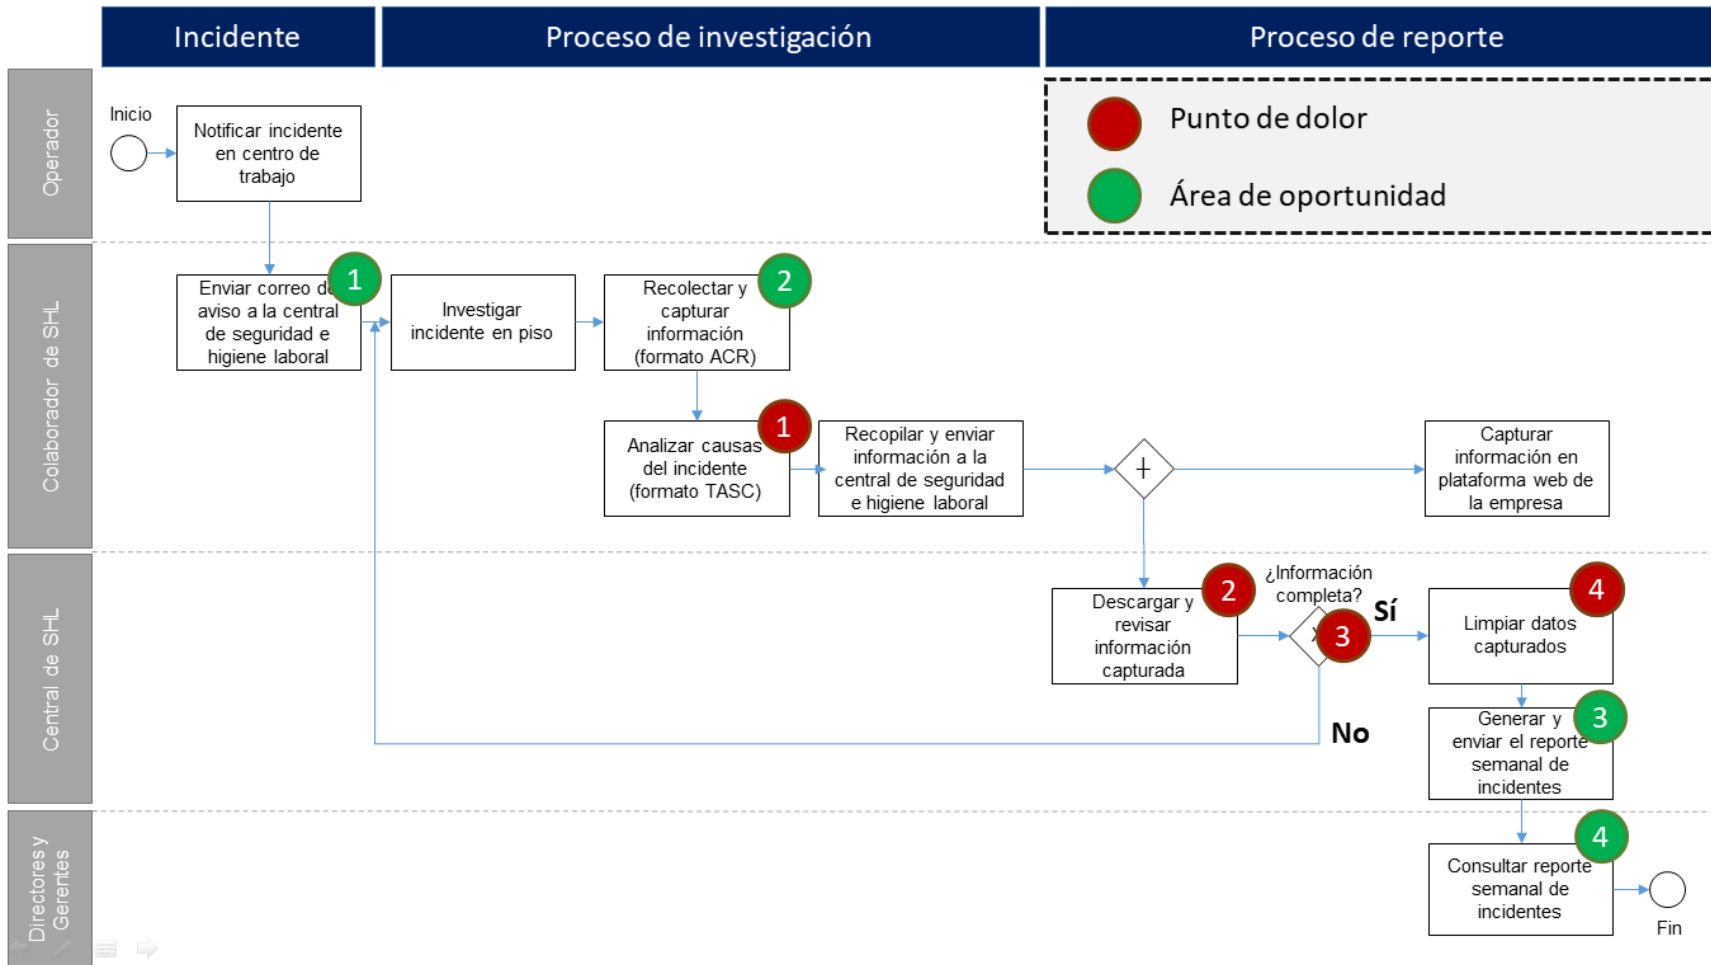 Incidente
Proceso de investigación
Proceso de reporte
Operador
Inicio
Notificar incidente
en centro de
trabajo
Punto de dolor
Área de oportunidad
Colaborador de SHL
1
Enviar correo de
aviso a la central
de seguridad e
higiene laboral
Investigar
incidente en piso
2
Recolectar y
capturar
información
(formato ACR)
1
Analizar causas
del incidente
(formato TASC)
Recopilar y enviar
información a la
central de seguridad
e higiene laboral
+
Capturar
información en
plataforma web de
la empresa
Central de SHL
2
Descargar y
revisar
información
capturada
¿Información
completa?
3
Sí
No
4
Limpiar datos
capturados
3
Generar y
enviar el reporte
semanal de
incidentes
Directores y
Gerentes
4
Consultar reporte
semanal de
incidentes
Fin